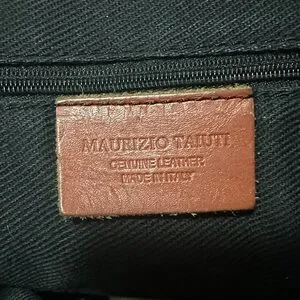 MAURIZIO TAIUTI
GENUINE LEATHER
MADE IN ITALY